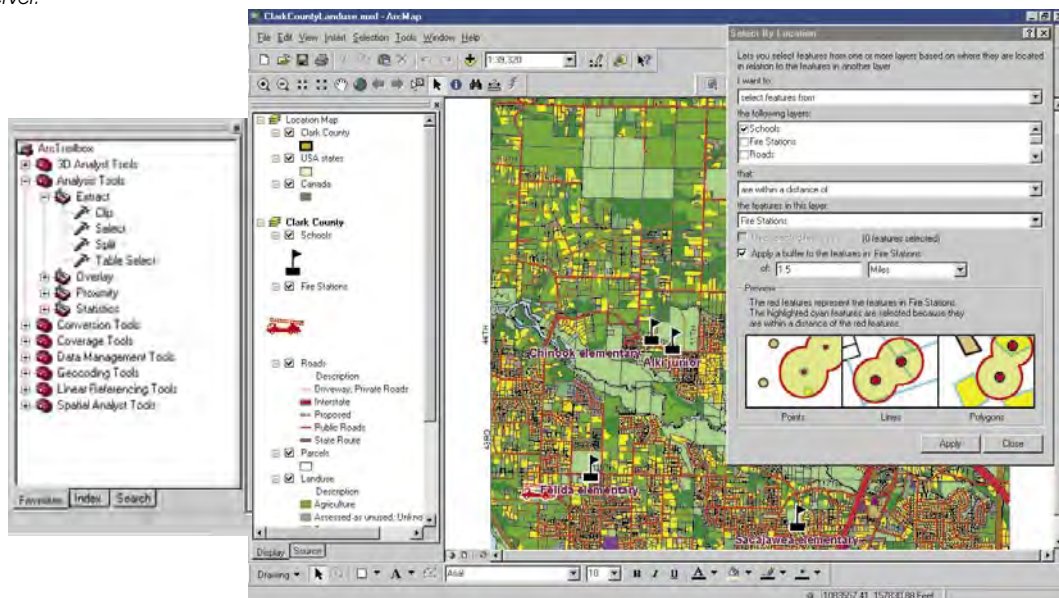 ClarkCountyLanduse.mxd - ArcMap
File Edit View Insert Selection Tools Window Help
1:39,320
ArcToolbox
3D Analyst Tools
Analysis Tools
Extract
Clip
Select
Split
Table Select
Overlay
Proximity
Statistics
Conversion Tools
Coverage Tools
Data Management Tools
Geocoding Tools
Linear Referencing Tools
Spatial Analyst Tools
Favorites Index Search
Location Map
Clark County
USA states
Canada
Clark County
Schools
Fire Stations
Roads
Description
Driveway, Private Roads
Interstate
Proposed
Public Roads
State Route
Parcels
Landuse
Description
Agriculture
Assessed as unused, Unkno
Display Source
Chinook elementary
Alki junior
Felida elementary
Sacajawea elementary
Select By Location
Lets you select features from one or more layers based on where they are located
in relation to the features in another layer
I want to:
select features from
the following layers:
Schools
Fire Stations
Roads
that:
are within a distance of
the features in this layer:
Fire Stations
(0 features selected)
Apply a buffer to the features in Fire Stations
of: 1.5 Miles
Preview
The red features represent the features in Fire Stations.
The highlighted cyan features are selected because they
are within a distance of the red features.
Points Lines Polygons
Apply Close
Drawing A Arial 10 B I U A